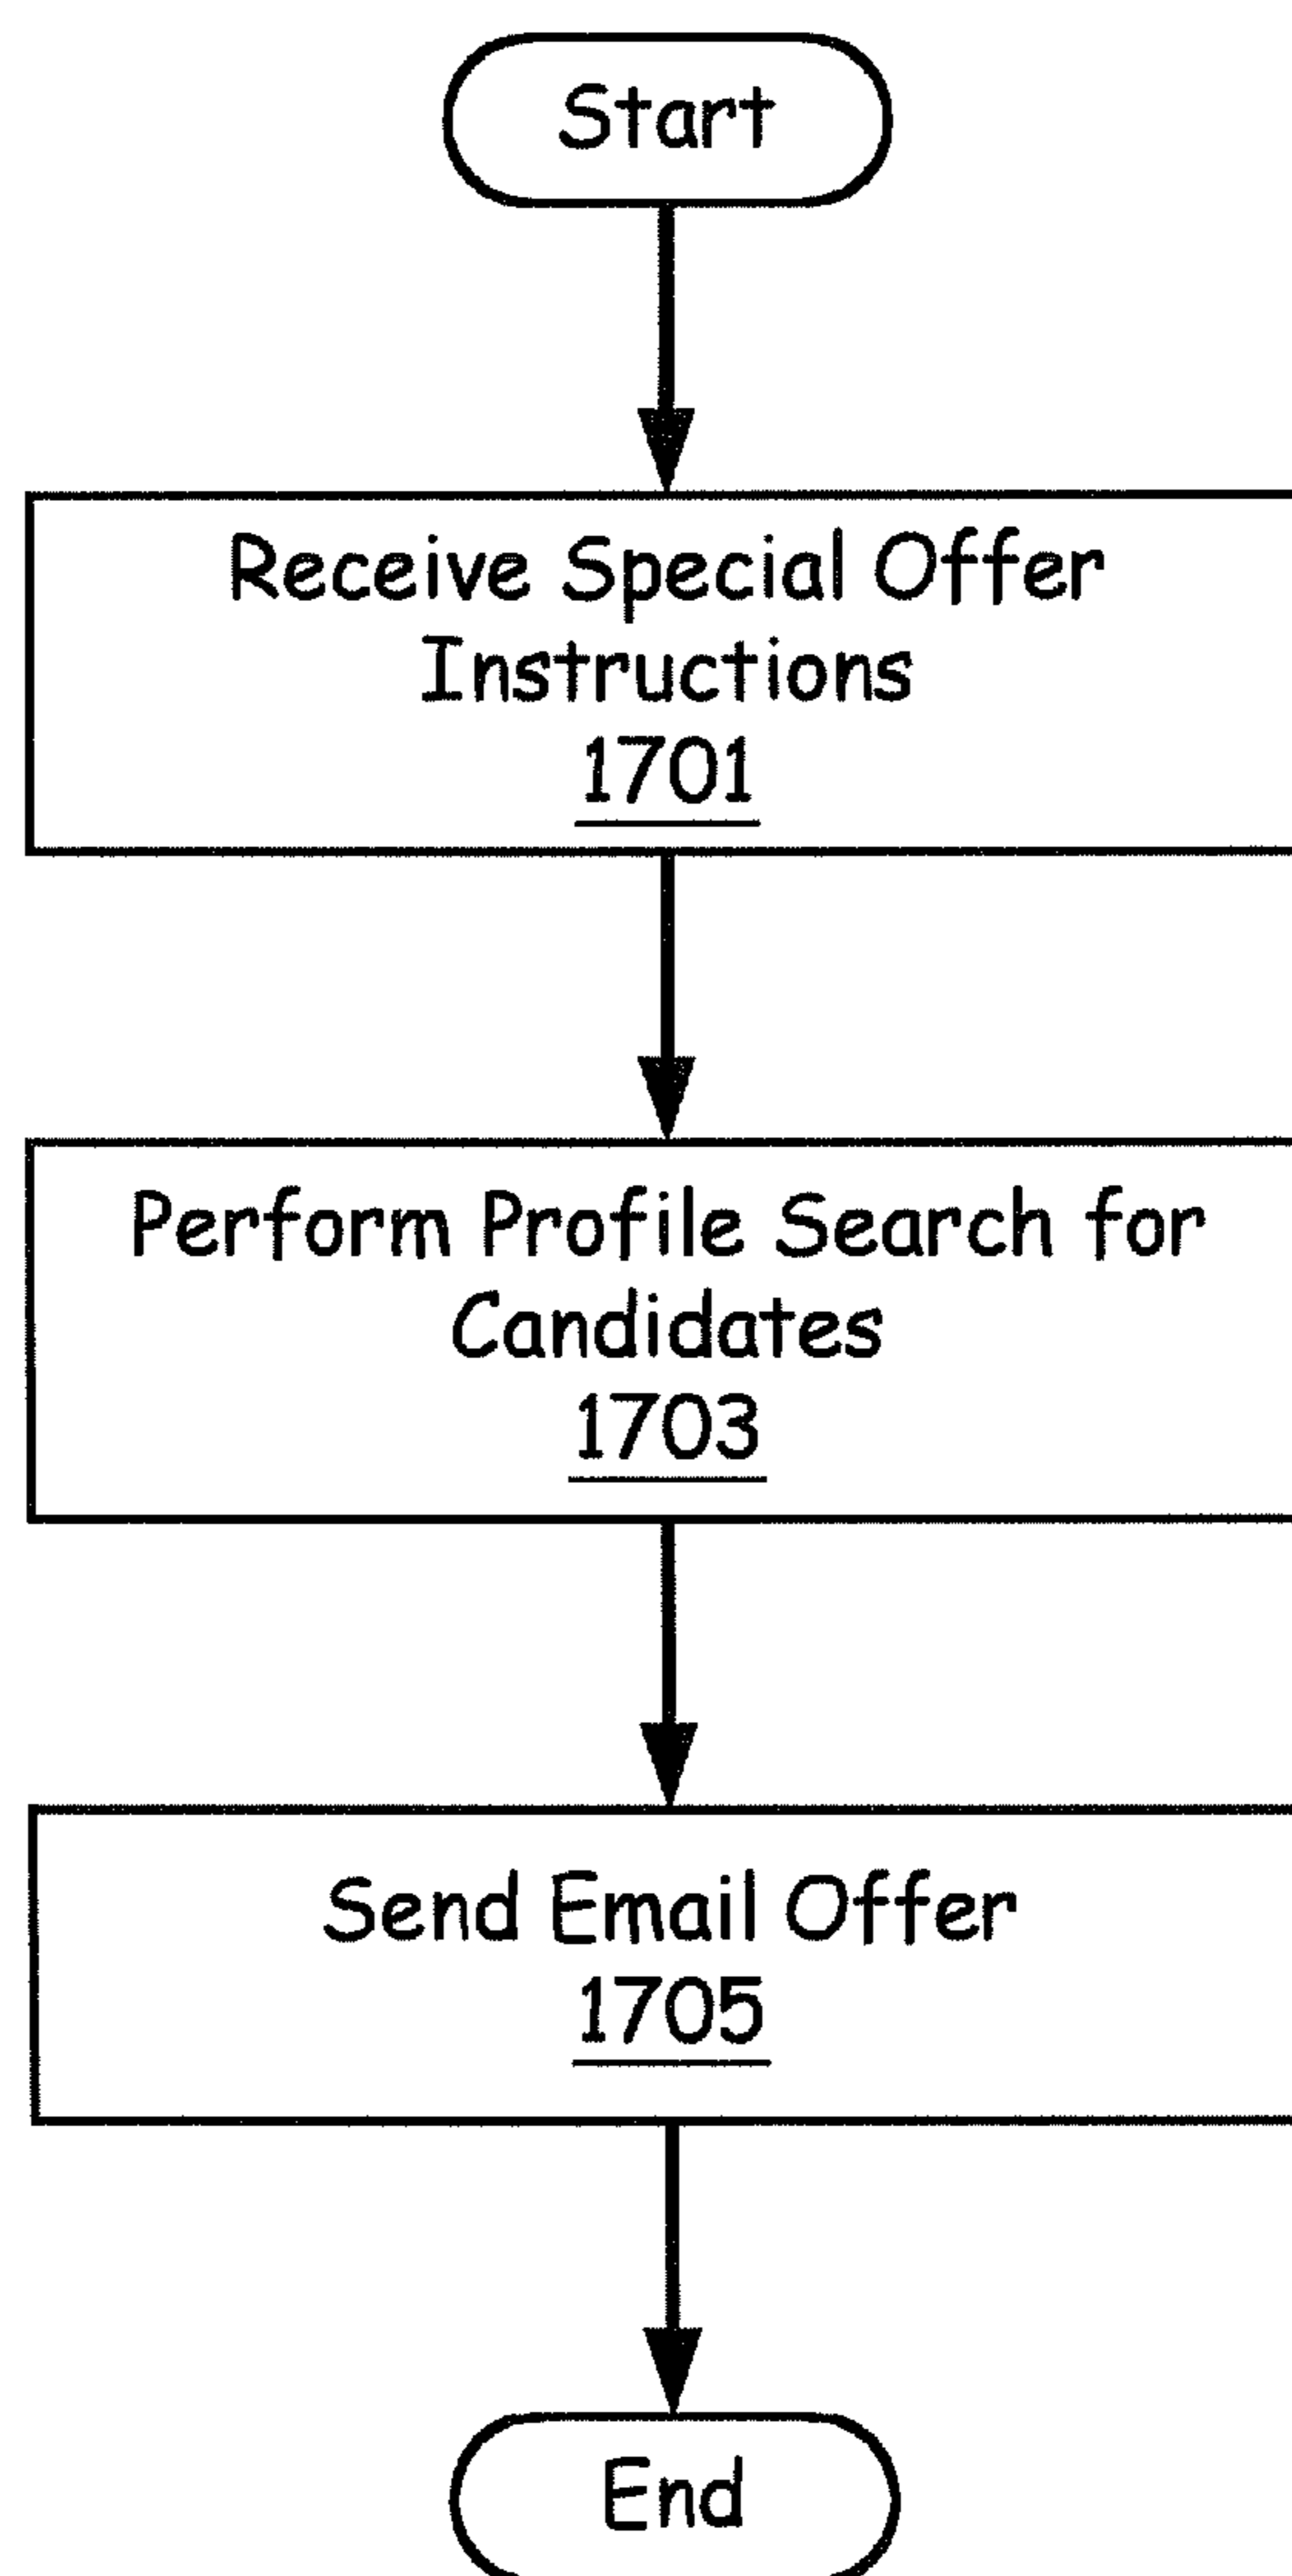 Start
Receive Special Offer
Instructions
1701
Perform Profile Search for
Candidates
1703
Send Email Offer
1705
End